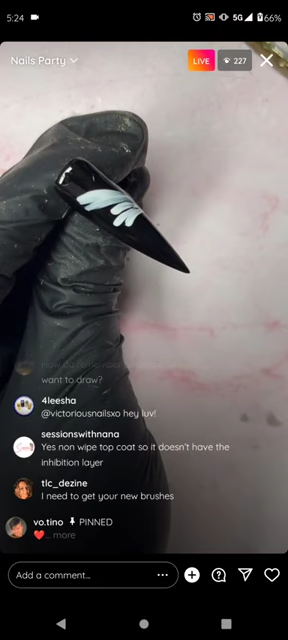 5:24
5G 66%
Nails Party
LIVE
227
want to draw?
4leesha
@victoriousnailsxo hey luv!
sessionswithnana
Yes non wipe top coat so it doesn't have the
inhibition layer
tlc_dezine
I need to get your new brushes
vo.tino PINNED
... more
Add a comment...